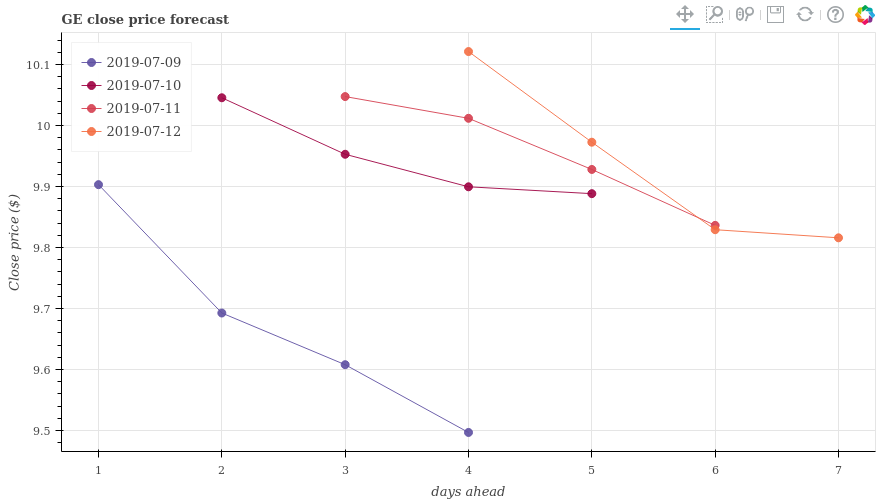 GE close price forecast
2019-07-09
2019-07-10
2019-07-11
2019-07-12
Close price ($)
10.1
10
9.9
9.8
9.7
9.6
9.5
1 2 3 4 5 6 7
days ahead